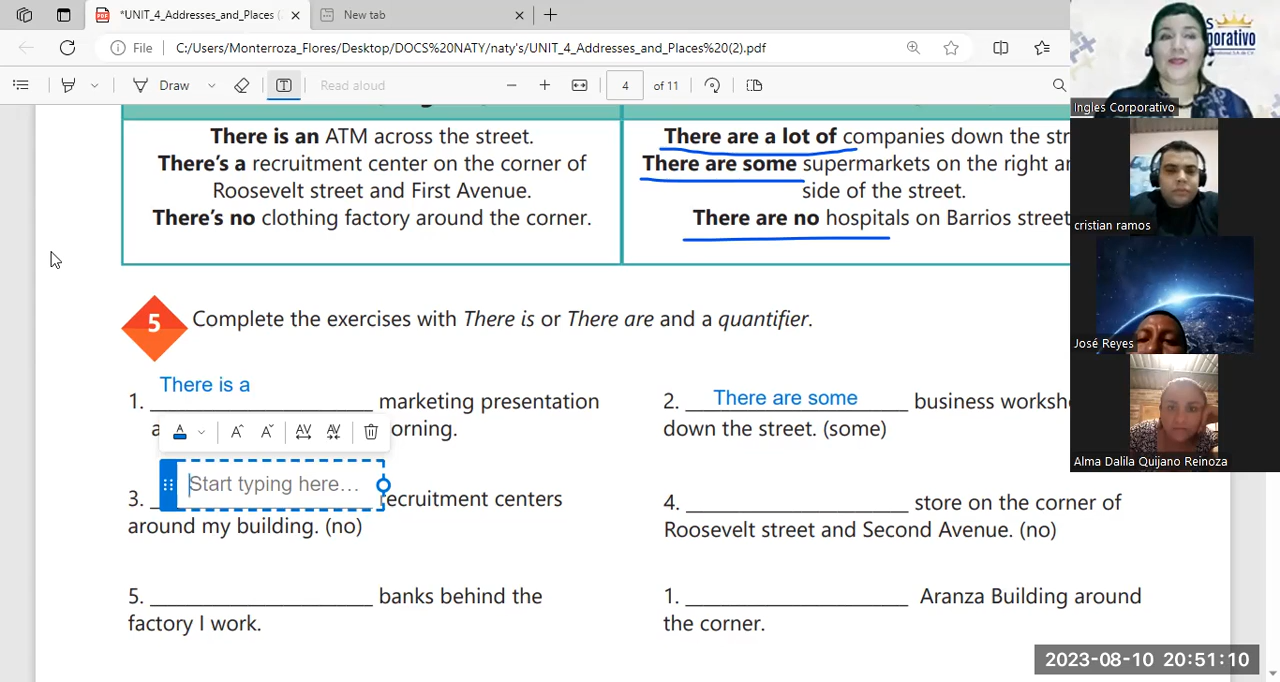 *UNIT_4_Addresses_and_Places (
New tab
File
C:/Users/Monterroza_Flores/Desktop/DOCS%20NATY/naty's/UNIT_4_Addresses_and_Places%20(2).pdf
Draw
Read aloud
4
of 11
There is an ATM across the street.
There's a recruitment center on the corner of
Roosevelt street and First Avenue.
There's no clothing factory around the corner.
There are a lot of companies down the str
There are some supermarkets on the right an
side of the street.
There are no hospitals on Barrios street
5
Complete the exercises with There is or There are and a quantifier.
There is a
1. ____________________ marketing presentation
a
orning.
2. ____________________ business worksh
There are some
down the street. (some)
Start typing here...
3.
recruitment centers
around my building. (no)
4. ____________________ store on the corner of
Roosevelt street and Second Avenue. (no)
5. ____________________ banks behind the
factory I work.
1. ____________________ Aranza Building around
the corner.
porativo
Ingles Corporativo
cristian ramos
José Reyes
Alma Dalila Quijano Reinoza
2023-08-10 20:51:10